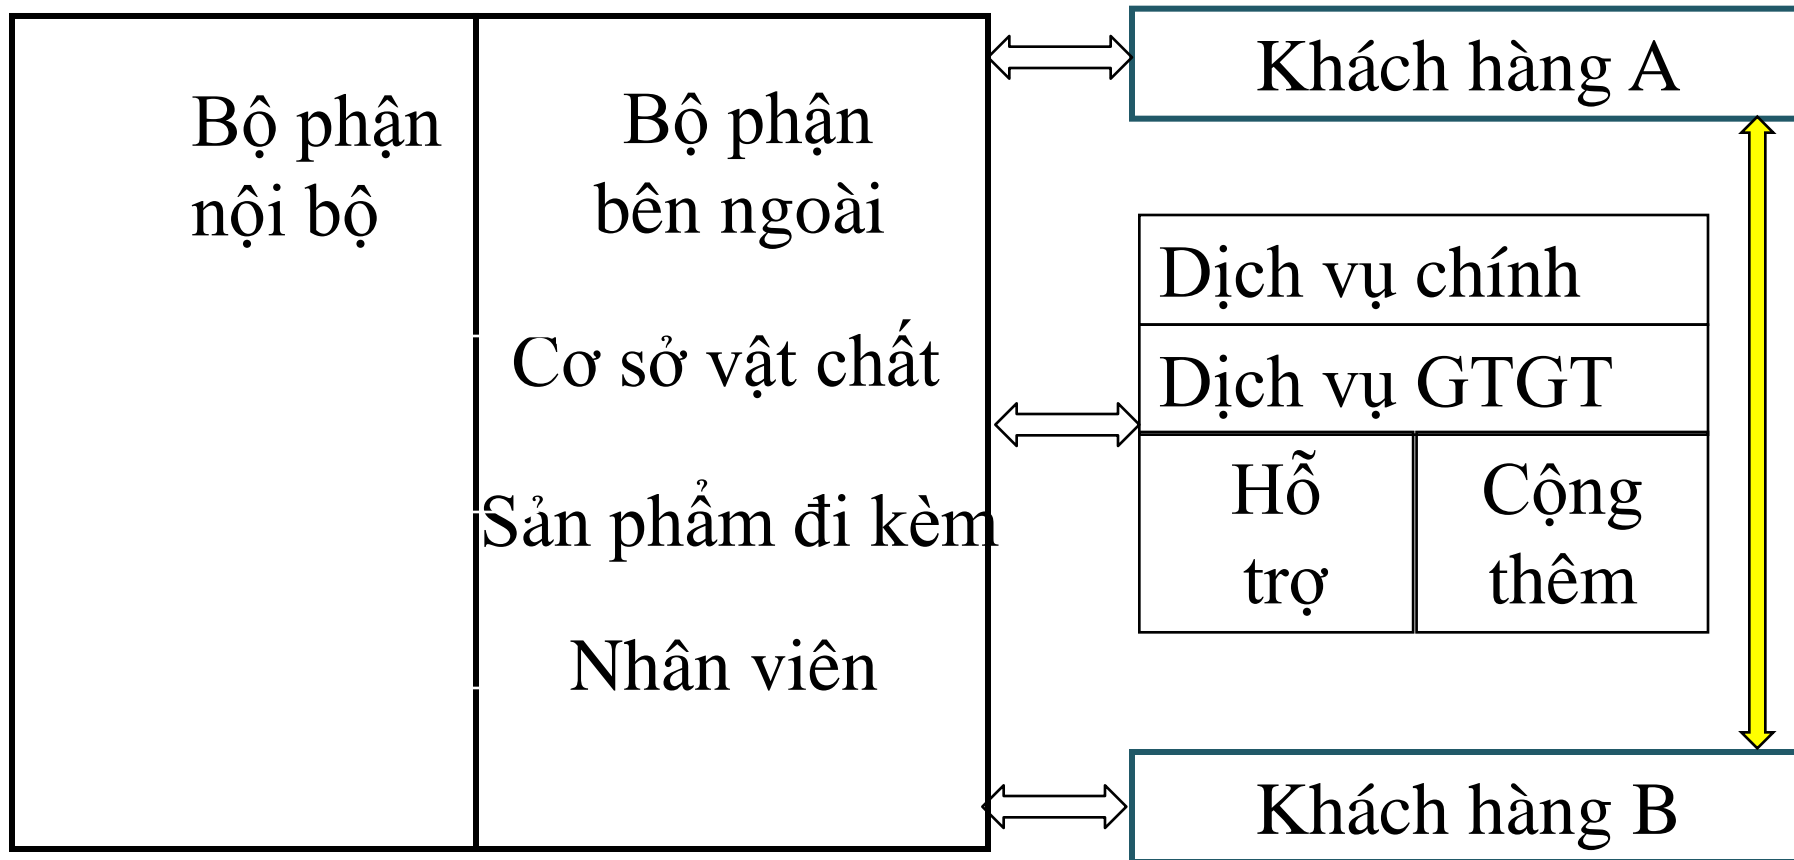 Bộ phận
nội bộ
Bộ phận
bên ngoài
Cơ sở vật chất
Sản phẩm đi kèm
Nhân viên
Khách hàng A
Dịch vụ chính
Dịch vụ GTGT
Hỗ
trợ
Cộng
thêm
Khách hàng B